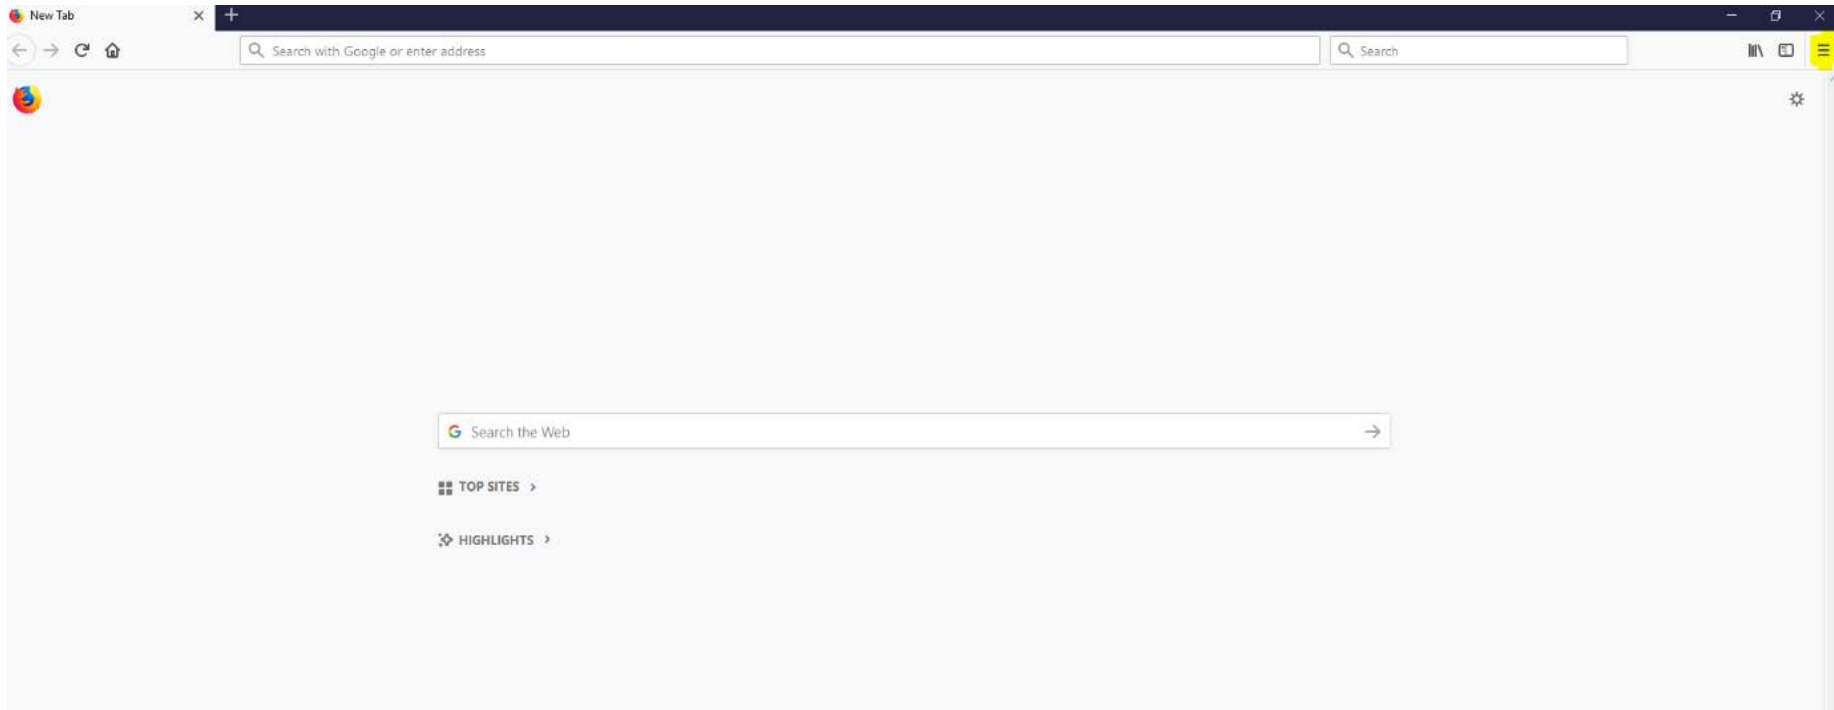 New Tab
Search with Google or enter address
Search
Search the Web
TOP SITES
HIGHLIGHTS